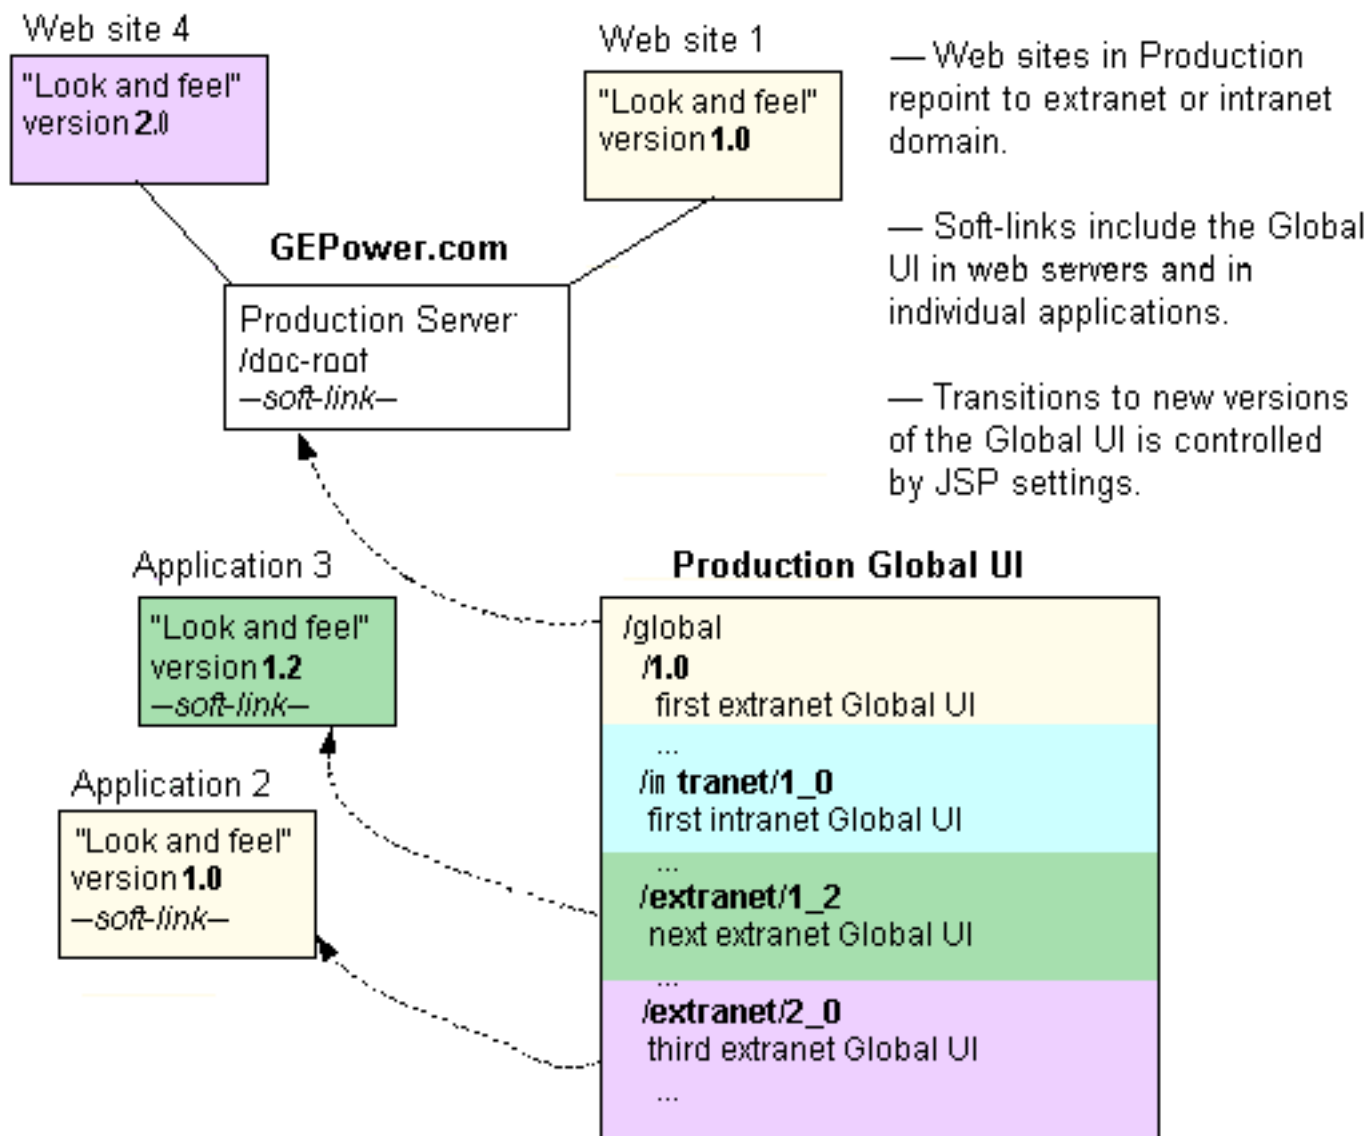 Web site 4
"Look and feel"
version 2.0
Web site 1
"Look and feel"
version 1.0
— Web sites in Production
repoint to extranet or intranet
domain.
— Soft-links include the Global
UI in web servers and in
individual applications.
— Transitions to new versions
of the Global UI is controlled
by JSP settings.
GEPower.com
Production Server
/doc-root
—soft-link—
Application 3
"Look and feel"
version 1.2
—soft-link—
Application 2
"Look and feel"
version 1.0
—soft-link—
Production Global UI
/global
/1.0
first extranet Global UI
...
/in tranet/1_0
first intranet Global UI
...
/extranet/1_2
next extranet Global UI
...
/extranet/2_0
third extranet Global UI
...